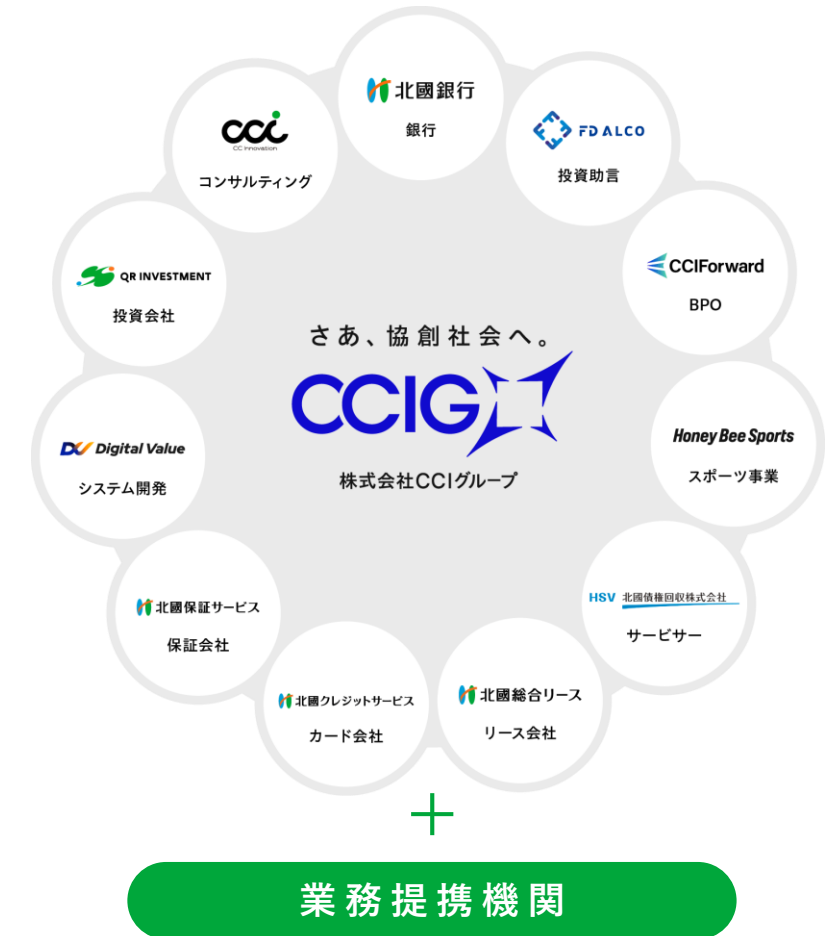 北國銀行
銀行
FDALCO
投資助言
CCIForward
BPO
Honey Bee Sports
スポーツ事業
HSV 北國債権回収株式会社
サービサー
北國総合リース
リース会社
北國クレジットサービス
カード会社
北國保証サービス
保証会社
Digital Value
システム開発
QR INVESTMENT
投資会社
cci
CC Innovation
コンサルティング
さあ、協創社会へ。
CCIG
株式会社CCIグループ
+
業務提携機関